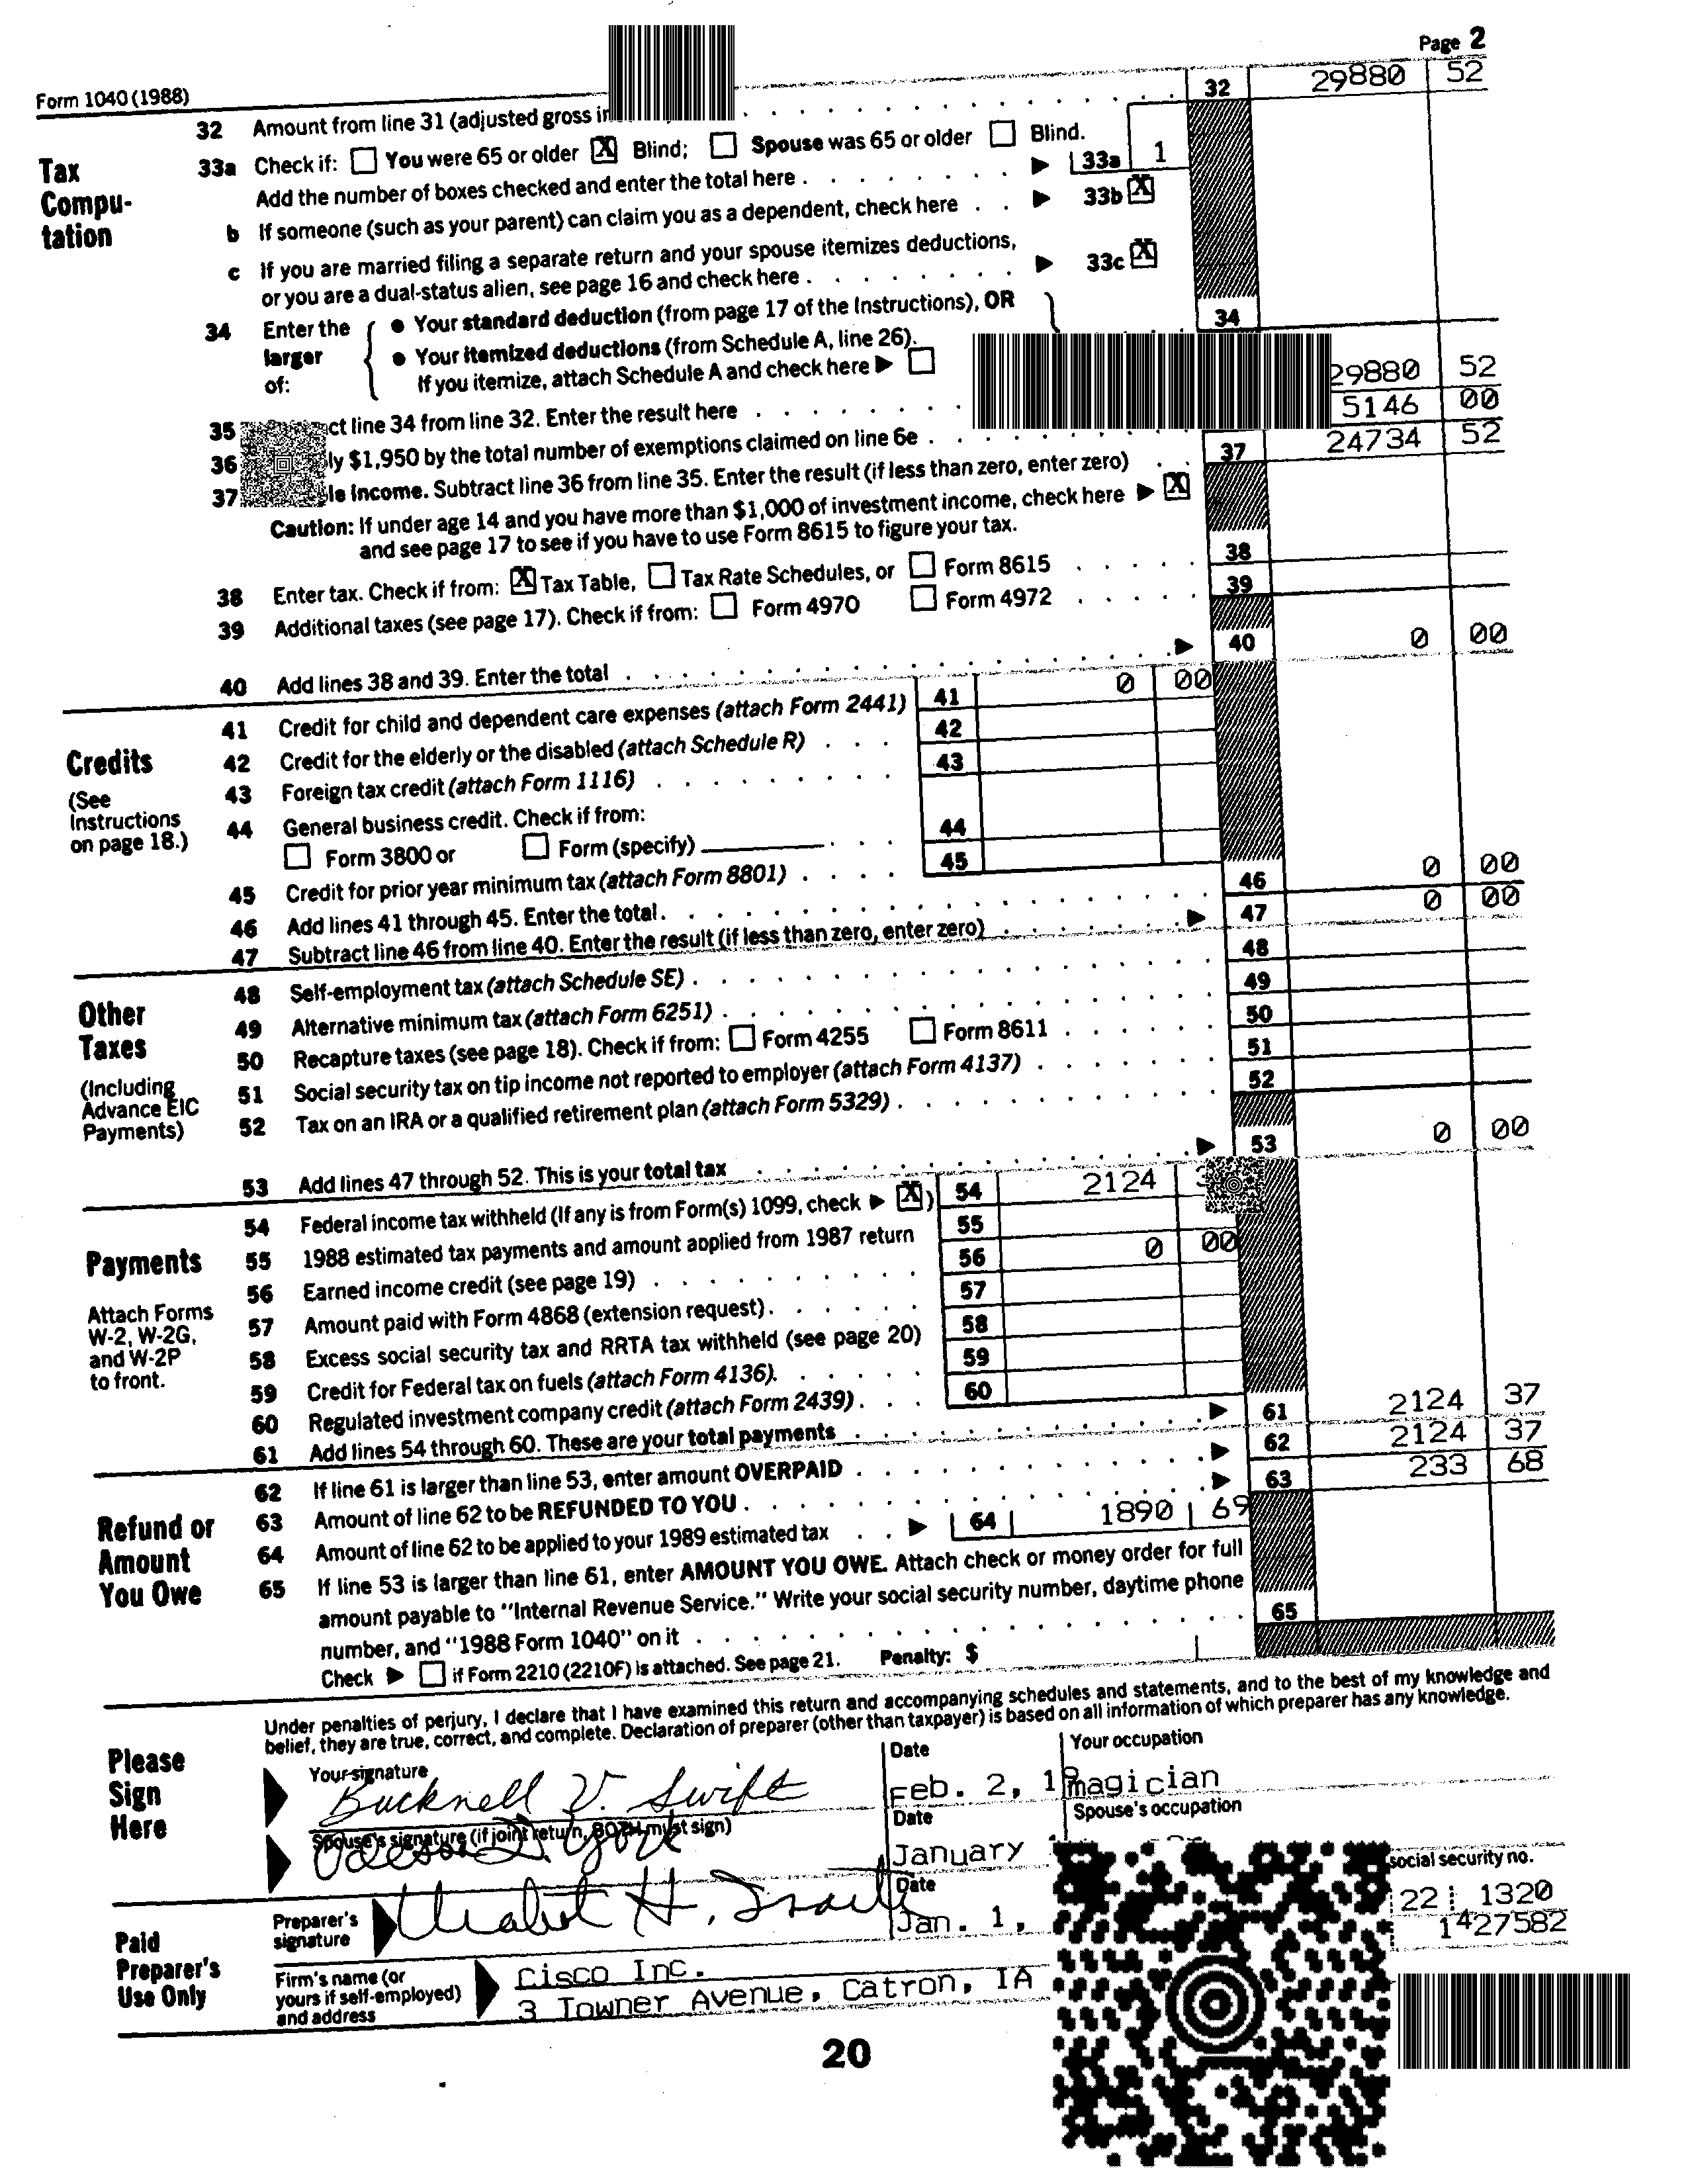 Page 2
Form 1040 (1988)
32 Amount from line 31 (adjusted gross in 32 29880 52
Tax Compu-tation
33a Check if: You were 65 or older X Blind; Spouse was 65 or older Blind.
Add the number of boxes checked and enter the total here 33a 1
b If someone (such as your parent) can claim you as a dependent, check here 33b X
c If you are married filing a separate return and your spouse itemizes deductions,
or you are a dual-status alien, see page 16 and check here 33c X
34 Enter the larger of: • Your standard deduction (from page 17 of the Instructions), OR 34
• Your itemized deductions (from Schedule A, line 26).
If you itemize, attach Schedule A and check here
35 ct line 34 from line 32. Enter the result here 29880 52
36 ly $1,950 by the total number of exemptions claimed on line 6e 5146 00
37 le income. Subtract line 36 from line 35. Enter the result (if less than zero, enter zero) 37 24734 52
Caution: If under age 14 and you have more than $1,000 of investment income, check here X
and see page 17 to see if you have to use Form 8615 to figure your tax.
38 Enter tax. Check if from: X Tax Table, Tax Rate Schedules, or Form 8615 38
39 Additional taxes (see page 17). Check if from: Form 4970 Form 4972 39
40 Add lines 38 and 39. Enter the total 40 0 00
Credits
(See Instructions on page 18.)
41 Credit for child and dependent care expenses (attach Form 2441) 41 0 00
42 Credit for the elderly or the disabled (attach Schedule R) 42
43 Foreign tax credit (attach Form 1116) 43
44 General business credit. Check if from:
Form 3800 or Form (specify) 44
45 Credit for prior year minimum tax (attach Form 8801) 45
46 Add lines 41 through 45. Enter the total 46 0 00
47 Subtract line 46 from line 40. Enter the result (if less than zero, enter zero) 47 0 00
Other Taxes
(Including Advance EIC Payments)
48 Self-employment tax (attach Schedule SE) 48
49 Alternative minimum tax (attach Form 6251) 49
50 Recapture taxes (see page 18). Check if from: Form 4255 Form 8611 50
51 Social security tax on tip income not reported to employer (attach Form 4137) 51
52 Tax on an IRA or a qualified retirement plan (attach Form 5329) 52
53 Add lines 47 through 52. This is your total tax 53 0 00
Payments
Attach Forms W-2, W-2G, and W-2P to front.
54 Federal income tax withheld (If any is from Form(s) 1099, check X ) 54 2124
55 1988 estimated tax payments and amount applied from 1987 return 55
56 Earned income credit (see page 19) 56 0 00
57 Amount paid with Form 4868 (extension request) 57
58 Excess social security tax and RRTA tax withheld (see page 20) 58
59 Credit for Federal tax on fuels (attach Form 4136) 59
60 Regulated investment company credit (attach Form 2439) 60
61 Add lines 54 through 60. These are your total payments 61 2124 37
Refund or Amount You Owe
62 If line 61 is larger than line 53, enter amount OVERPAID 62 2124 37
63 Amount of line 62 to be REFUNDED TO YOU 63 233 68
64 Amount of line 62 to be applied to your 1989 estimated tax 64 1890 69
65 If line 53 is larger than line 61, enter AMOUNT YOU OWE. Attach check or money order for full
amount payable to "Internal Revenue Service." Write your social security number, daytime phone
number, and "1988 Form 1040" on it 65
Check if Form 2210 (2210F) is attached. See page 21. Penalty: $
Please Sign Here
Under penalties of perjury, I declare that I have examined this return and accompanying schedules and statements, and to the best of my knowledge and
belief, they are true, correct, and complete. Declaration of preparer (other than taxpayer) is based on all information of which preparer has any knowledge.
Your signature Date Your occupation
Bucknell V. Swift Feb. 2, 19 magician
Spouse's signature (if joint return, BOTH must sign) Date Spouse's occupation
York January
Paid Preparer's Use Only
Preparer's signature H. Date Jan. 1, social security no.
22 1320
Firm's name (or yours if self-employed) and address Cisco Inc. 1427582
3 Towner Avenue, Catron, IA
20